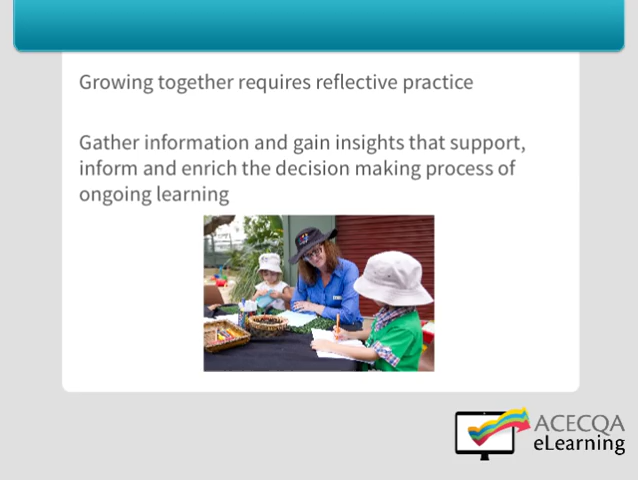 Growing together requires reflective practice
Gather information and gain insights that support,
inform and enrich the decision making process of
ongoing learning
ACECQA
eLearning